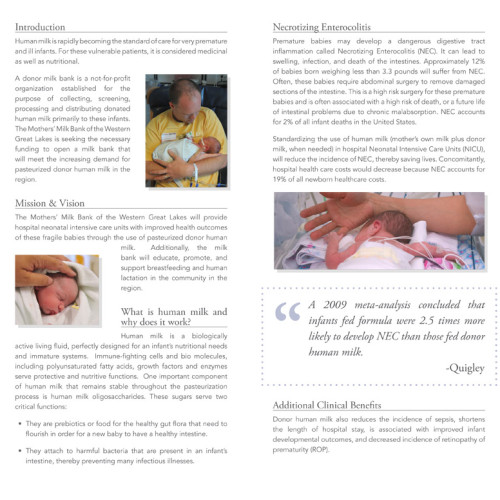 Introduction
Human milk is rapidly becoming the standard of care for very premature
and ill infants. For these vulnerable patients, it is considered medicinal
as well as nutritional.
A donor milk bank is a not-for-profit
organization established for the
purpose of collecting, screening,
processing and distributing donated
human milk primarily to these infants.
The Mothers' Milk Bank of the Western
Great Lakes is seeking the necessary
funding to open a milk bank that
will meet the increasing demand for
pasteurized donor human milk in the
region.
Mission & Vision
The Mothers' Milk Bank of the Western Great Lakes will provide
hospital neonatal intensive care units with improved health outcomes
of these fragile babies through the use of pasteurized donor human
milk. Additionally, the milk
bank will educate, promote, and
support breastfeeding and human
lactation in the community in the
region.
What is human milk and
why does it work?
Human milk is a biologically
active living fluid, perfectly designed for an infant's nutritional needs
and immature systems. Immune-fighting cells and bio molecules,
including polyunsaturated fatty acids, growth factors and enzymes
serve protective and nutritive functions. One important component
of human milk that remains stable throughout the pasteurization
process is human milk oligosaccharides. These sugars serve two
critical functions:
• They are prebiotics or food for the healthy gut flora that need to
flourish in order for a new baby to have a healthy intestine.
• They attach to harmful bacteria that are present in an infant's
intestine, thereby preventing many infectious illnesses.
Necrotizing Enterocolitis
Premature babies may develop a dangerous digestive tract
inflammation called Necrotizing Enterocolitis (NEC). It can lead to
swelling, infection, and death of the intestines. Approximately 12%
of babies born weighing less than 3.3 pounds will suffer from NEC.
Often, these babies require abdominal surgery to remove damaged
sections of the intestine. This is a high risk surgery for these premature
babies and is often associated with a high risk of death, or a future life
of intestinal problems due to chronic malabsorption. NEC accounts
for 2% of all infant deaths in the United States.
Standardizing the use of human milk (mother's own milk plus donor
milk, when needed) in hospital Neonatal Intensive Care Units (NICU),
will reduce the incidence of NEC, thereby saving lives. Concomitantly,
hospital health care costs would decrease because NEC accounts for
19% of all newborn healthcare costs.
“ A 2009 meta-analysis concluded that
infants fed formula were 2.5 times more
likely to develop NEC than those fed donor
human milk.
-Quigley
Additional Clinical Benefits
Donor human milk also reduces the incidence of sepsis, shortens
the length of hospital stay, is associated with improved infant
developmental outcomes, and decreased incidence of retinopathy of
prematurity (ROP).